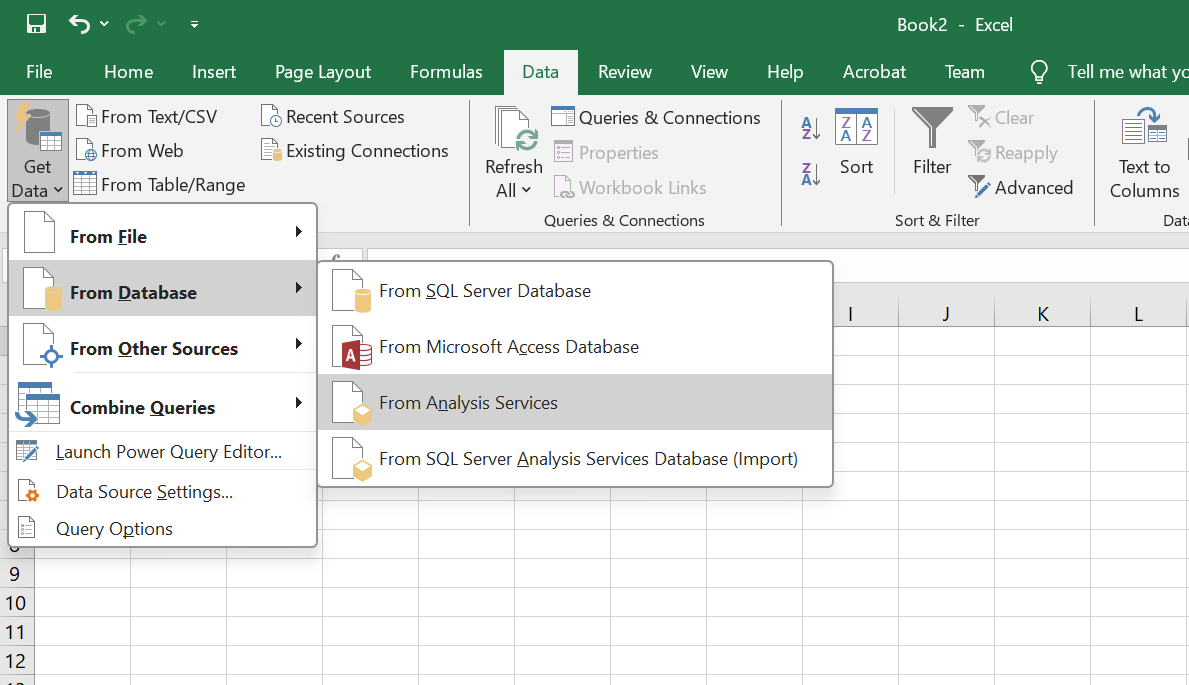 Book2 - Excel
File Home Insert Page Layout Formulas Data Review View Help Acrobat Team Tell me what
Get Data
From Text/CSV
From Web
From Table/Range
Recent Sources
Existing Connections
Refresh All
Queries & Connections
Properties
Workbook Links
Queries & Connections
A
Z
Z
A
Z A
A Z
Sort
Filter
Clear
Reapply
Advanced
Sort & Filter
Text to
Columns
From File
From Database
From Other Sources
Combine Queries
Launch Power Query Editor...
Data Source Settings...
Query Options
From SQL Server Database
A
From Microsoft Access Database
From Analysis Services
From SQL Server Analysis Services Database (Import)
I J K L
9
10
11
12